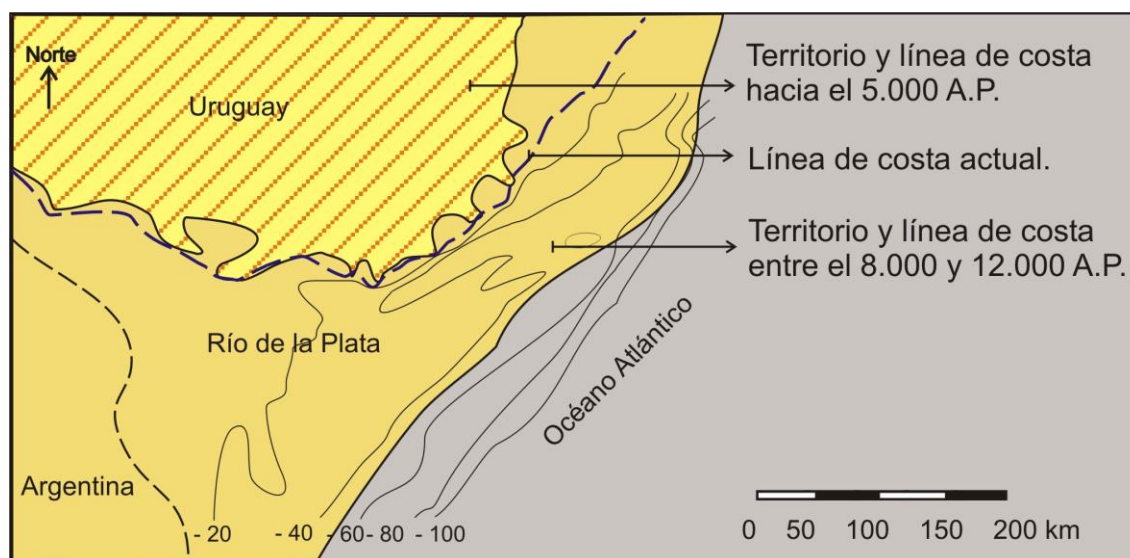 Norte
Uruguay
Territorio y línea de costa
hacia el 5.000 A.P.
Línea de costa actual.
Territorio y línea de costa
entre el 8.000 y 12.000 A.P.
Río de la Plata
Océano Atlántico
Argentina
- 20
- 40
- 60
- 80
- 100
0 50 100 150 200 km